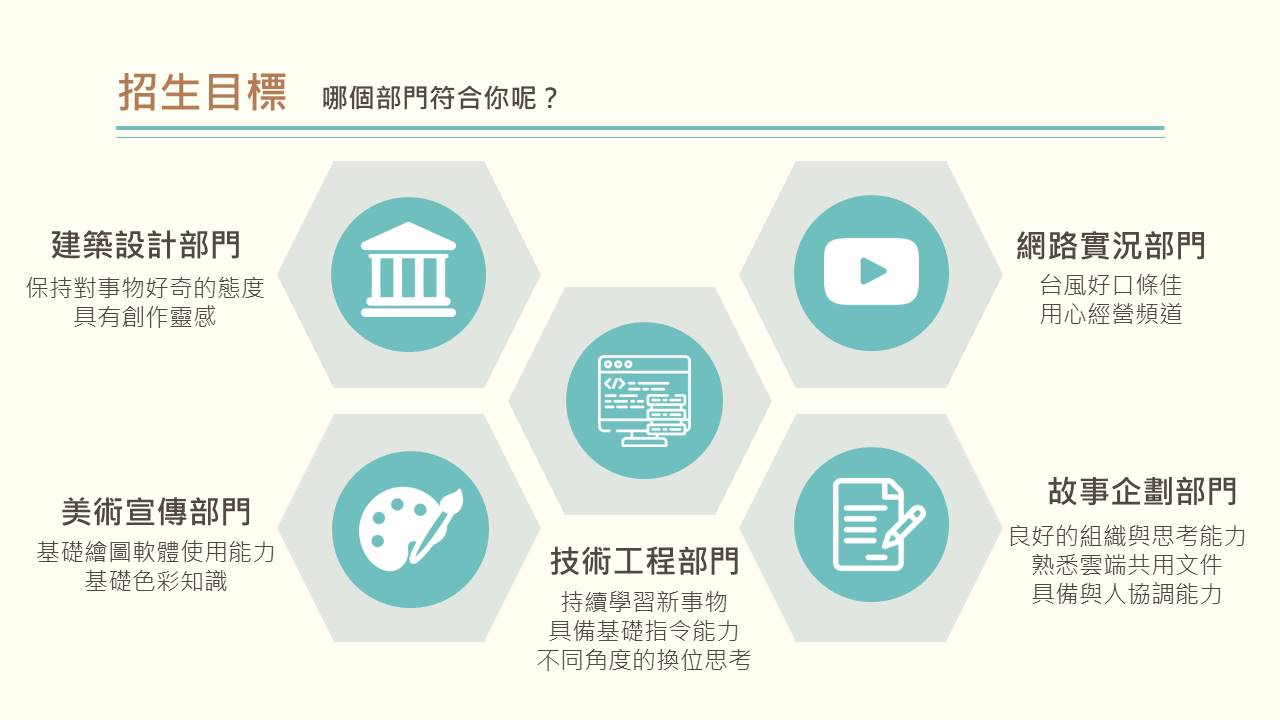 招生目標
哪個部門符合你呢？
建築設計部門
保持對事物好奇的態度
具有創作靈感
網路實況部門
台風好口條佳
用心經營頻道
美術宣傳部門
基礎繪圖軟體使用能力
基礎色彩知識
技術工程部門
持續學習新事物
具備基礎指令能力
不同角度的換位思考
故事企劃部門
良好的組織與思考能力
熟悉雲端共用文件
具備與人協調能力